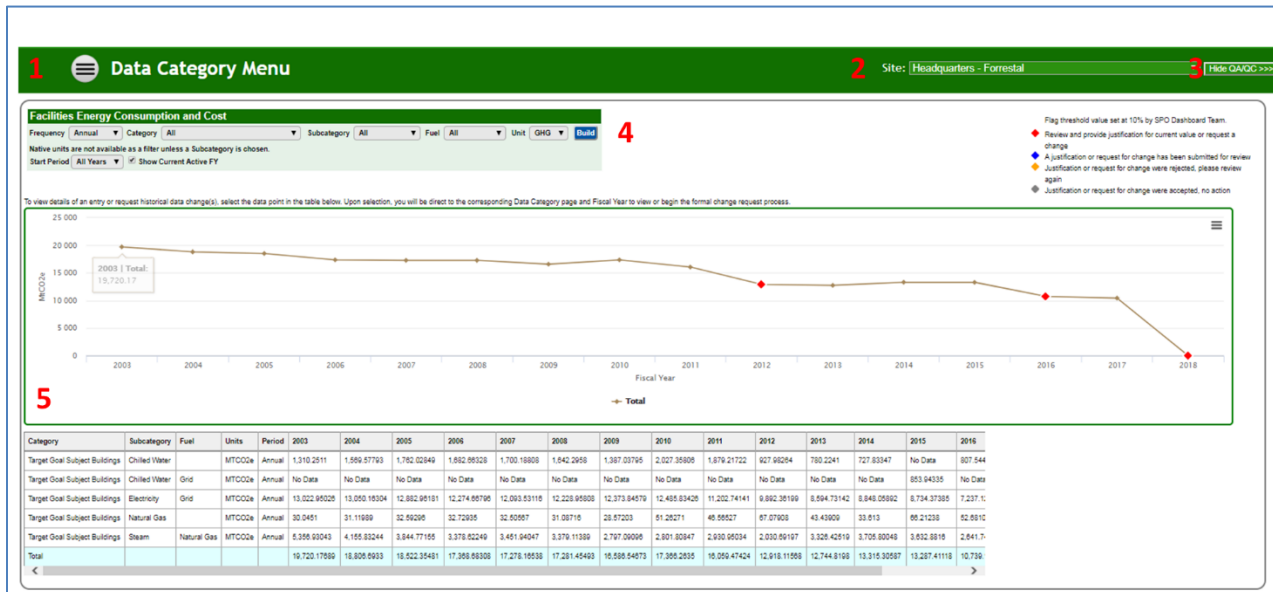 1 Data Category Menu 2 Site: Headquarters - Forrestal 3 Hide QA/QC >>>
Facilities Energy Consumption and Cost
Frequency Annual Category All Subcategory All Fuel All Unit GHG Build 4
Native units are not available as a filter unless a Subcategory is chosen.
Start Period All Years Show Current Active FY
Flag threshold value set at 10% by SPO Dashboard Team.
Review and provide justification for current value or request a
change
A justification or request for change has been submitted for review
Justification or request for change were rejected, please review
again
Justification or request for change were accepted, no action
To view details of an entry or request historical data change(s), select the data point in the table below. Upon selection, you will be direct to the corresponding Data Category page and Fiscal Year to view or begin the formal change request process.
25 000
20 000
15 000
10 000
5 000
0
MtCO2e
2003 | Total:
19,720.17
2003 2004 2005 2006 2007 2008 2009 2010 2011 2012 2013 2014 2015 2016 2017 2018
Fiscal Year
5
Total
Category Subcategory Fuel Units Period 2003 2004 2005 2006 2007 2008 2009 2010 2011 2012 2013 2014 2015 2016
Target Goal Subject Buildings Chilled Water MTCO2e Annual 1,310.2511 1,569.57793 1,762.02849 1,682.66328 1,700.18808 1,642.2958 1,387.03795 2,027.35806 1,879.21722 927.98264 780.2241 727.83347 No Data 807.544
Target Goal Subject Buildings Chilled Water Grid MTCO2e Annual No Data No Data No Data No Data No Data No Data No Data No Data No Data No Data No Data No Data 853.94335 No Data
Target Goal Subject Buildings Electricity Grid MTCO2e Annual 13,022.95026 13,050.16304 12,882.96181 12,274.66796 12,093.53116 12,228.95808 12,373.84579 12,485.83426 11,202.74141 9,892.36199 8,594.73142 8,848.05892 8,734.37385 7,237.12
Target Goal Subject Buildings Natural Gas MTCO2e Annual 30.0451 31.11989 32.59296 32.72935 32.50567 31.08716 28.57203 51.26271 46.56527 67.07908 43.43909 33.613 66.21238 52.6810
Target Goal Subject Buildings Steam Natural Gas MTCO2e Annual 5,356.93043 4,155.83244 3,844.77155 3,378.62249 3,451.94047 3,379.11389 2,797.09096 2,801.80847 2,930.95034 2,030.69197 3,326.42519 3,705.80048 3,632.8816 2,641.74
Total 19,720.17689 18,806.6933 18,522.35481 17,368.68308 17,278.16538 17,281.45493 16,586.54673 17,366.2635 16,059.47424 12,918.11568 12,744.8198 13,315.30587 13,287.41118 10,739.